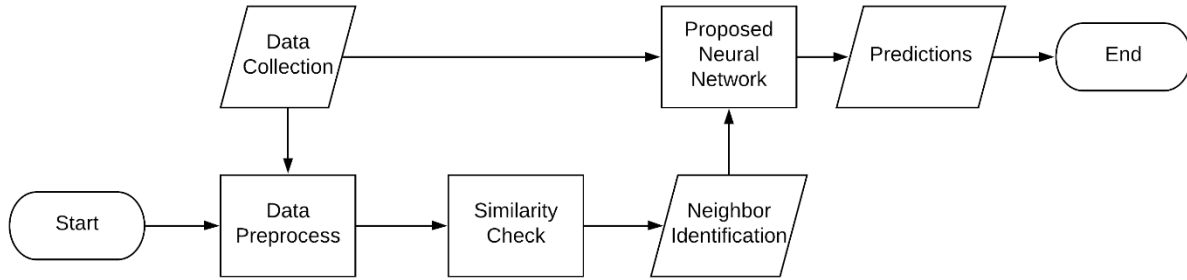 Data
Collection
Proposed
Neural
Network
Predictions
End
Start
Data
Preprocess
Similarity
Check
Neighbor
Identification